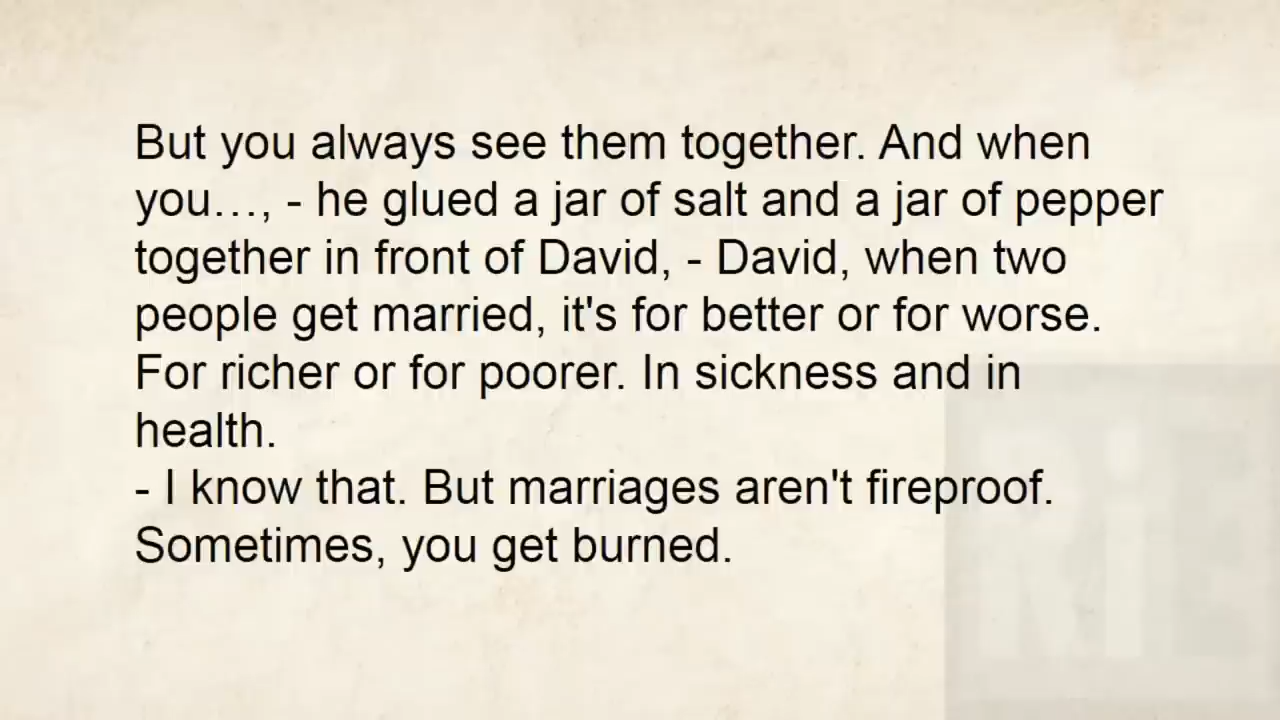 But you always see them together. And when
you…, - he glued a jar of salt and a jar of pepper
together in front of David, - David, when two
people get married, it's for better or for worse.
For richer or for poorer. In sickness and in
health.
- I know that. But marriages aren't fireproof.
Sometimes, you get burned.
RiE